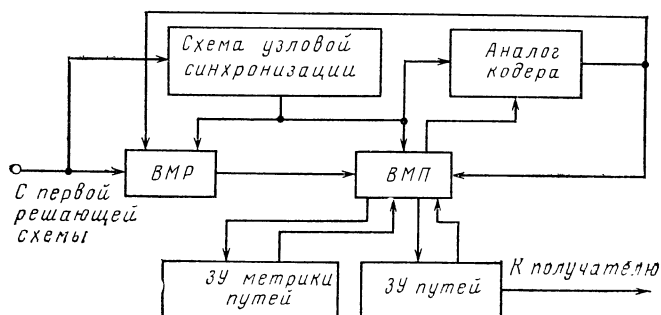 Схема узловой
синхронизации
Аналог
кодера
ВМР
ВМП
С первой
решающей
схемы
ЗУ метрики
путей
ЗУ путей
К получателю